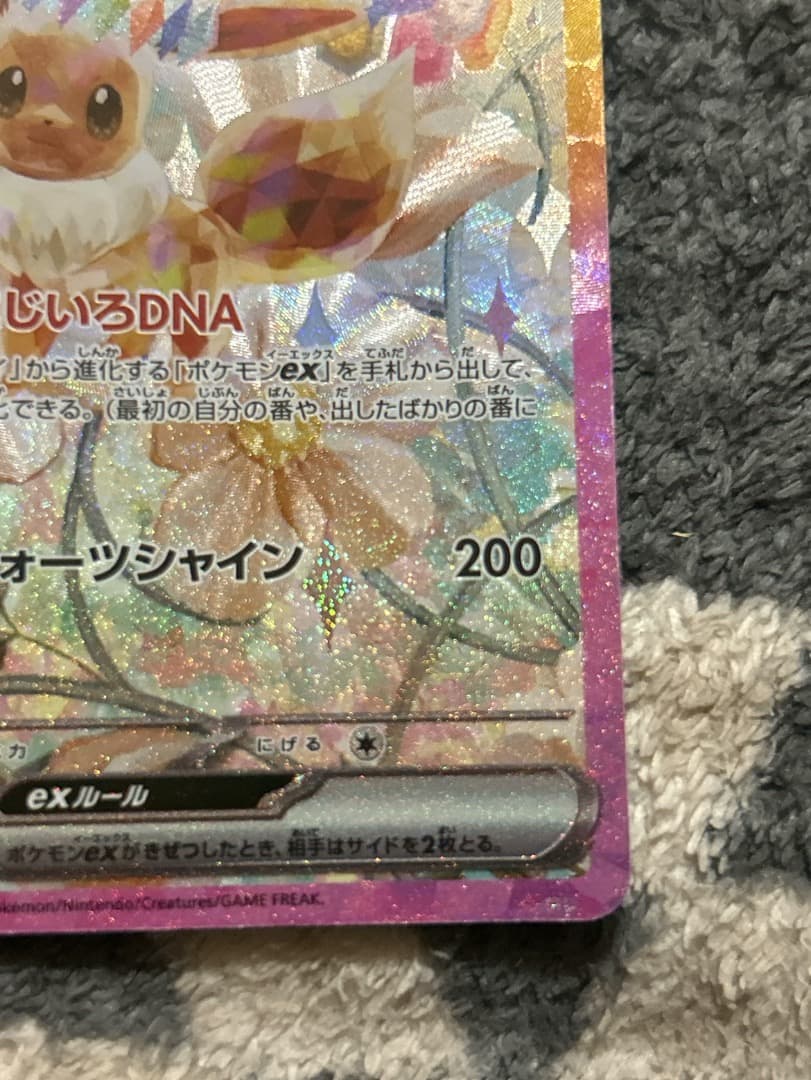 じいろDNA
」から進化する「ポケモンex」を手札から出して、
とできる。(最初の自分の番や、出したばかりの番に
ォーツシャイン 200
力 にげる
exルール
ポケモンexがきぜつしたとき、相手はサイドを2枚とる。
okémon/Nintendo/Creatures/GAME FREAK.